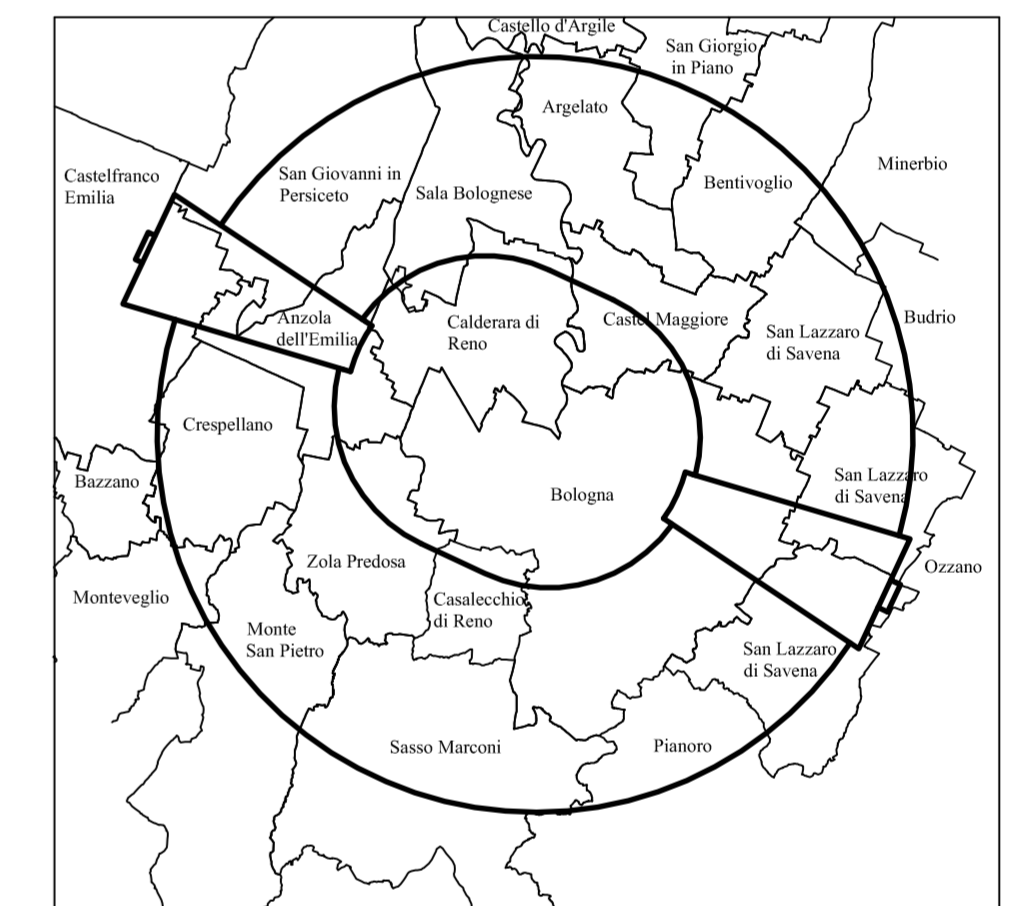 Castello d'Argile
San Giorgio
in Piano
Argelato
Minerbio
Castelfranco
Emilia
San Giovanni in
Persiceto
Sala Bolognese
Bentivoglio
Anzola
dell'Emilia
Calderara di
Reno
Castel Maggiore
San Lazzaro
di Savena
Budrio
Crespellano
Bazzano
Bologna
San Lazzaro
di Savena
Zola Predosa
Ozzano
Monteveglio
Casalecchio
di Reno
Monte
San Pietro
San Lazzaro
di Savena
Sasso Marconi
Pianoro